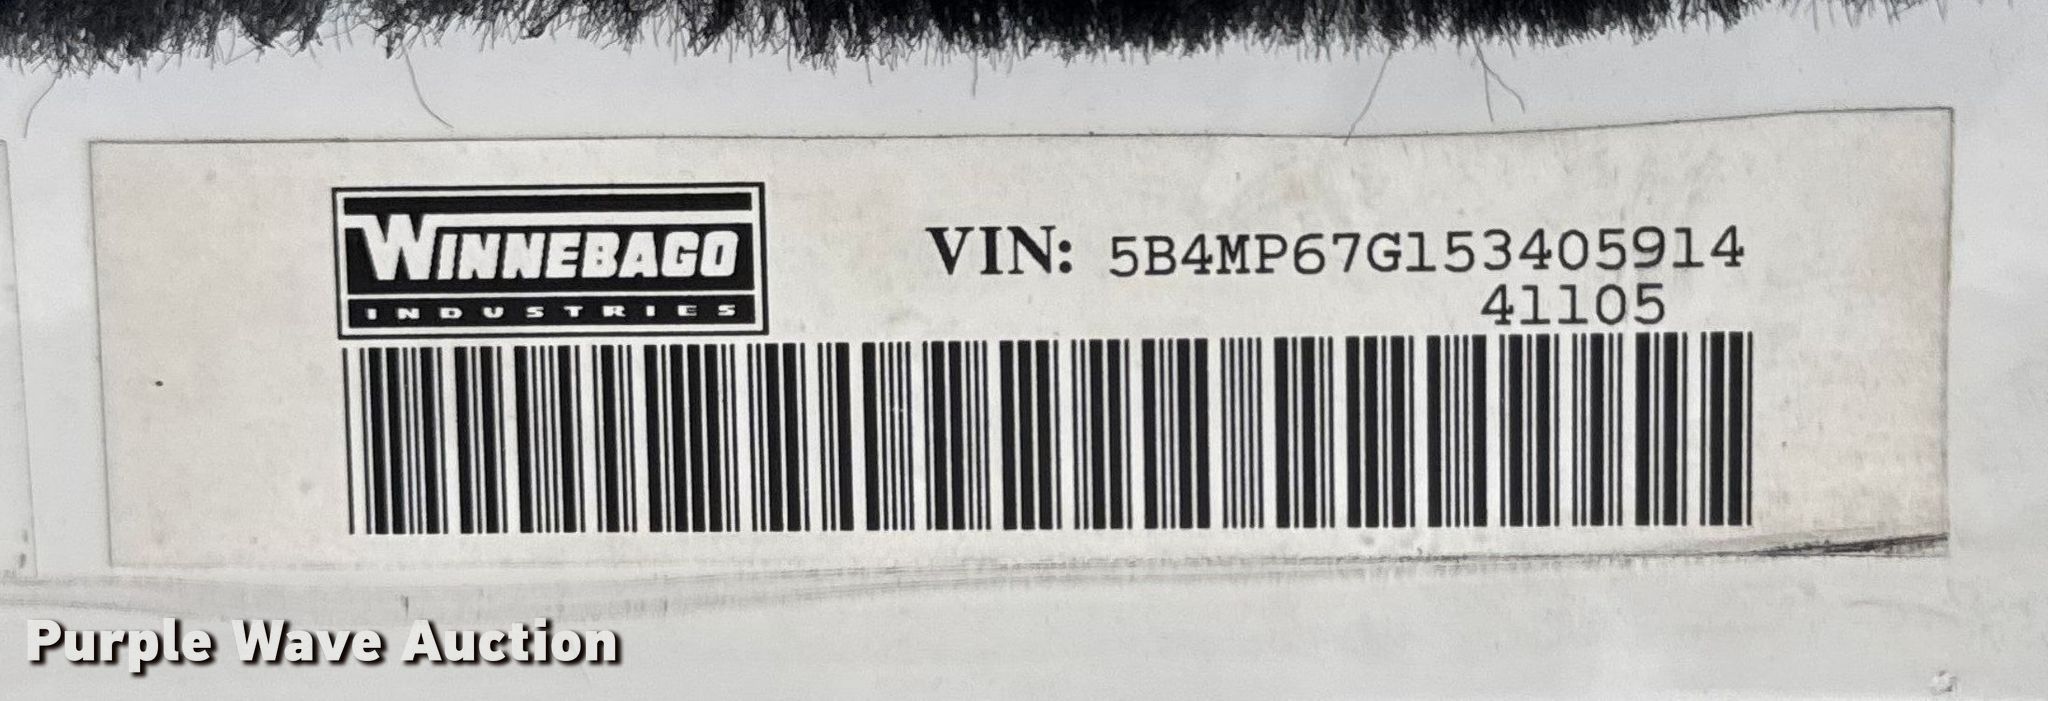 WINNEBAGO
INDUSTRIES
VIN: 5B4MP67G153405914
41105
Purple Wave Auction